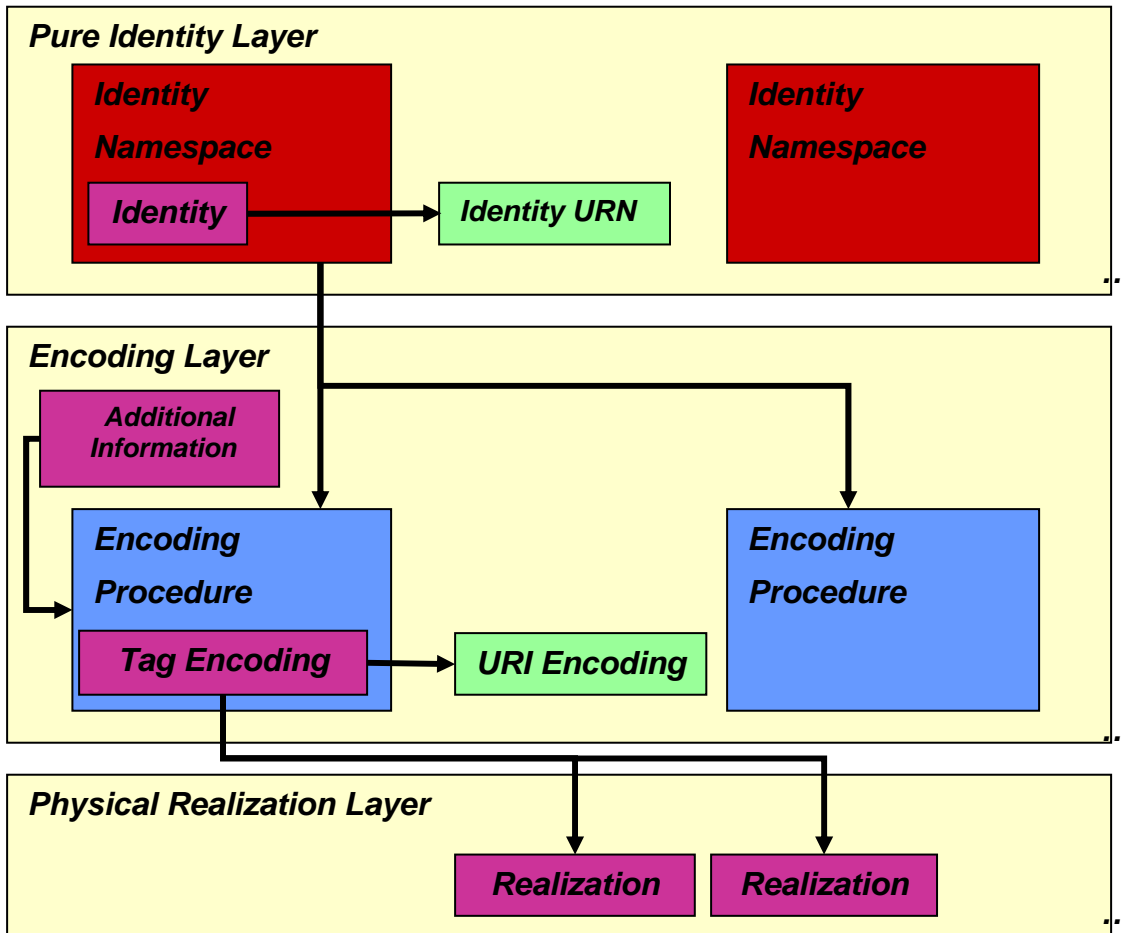 Pure Identity Layer
Identity
Namespace
Identity
Identity URN
Identity
Namespace
..
Encoding Layer
Additional
Information
Encoding
Procedure
Tag Encoding
URI Encoding
Encoding
Procedure
..
Physical Realization Layer
Realization
Realization
..